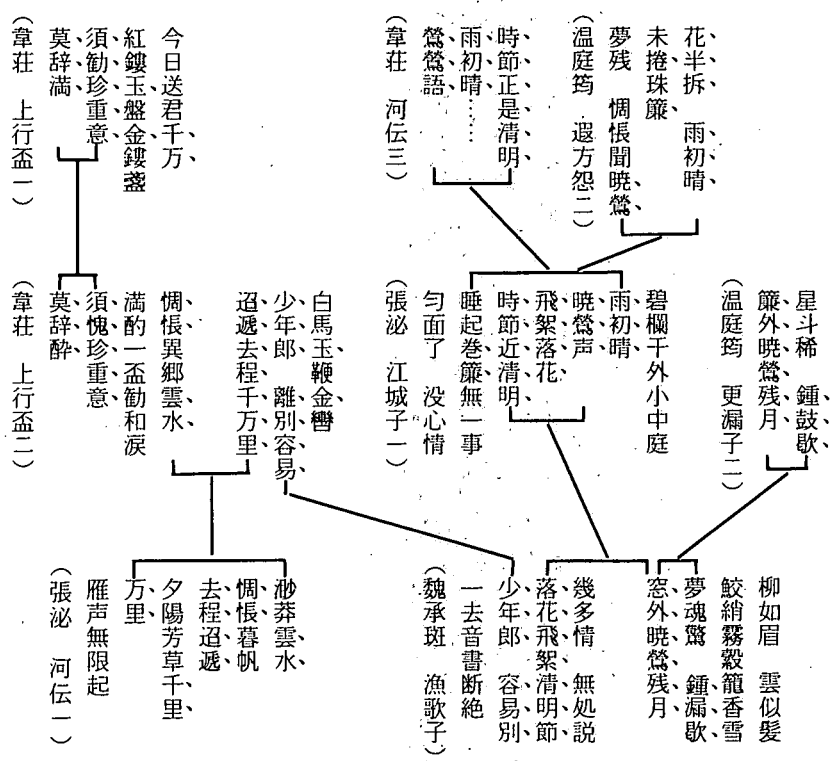 花半拆、雨初晴、
未捲珠簾、
夢残 惆悵聞暁鶯、
（温庭筠 遐方怨二）
時節正是清明、
雨初晴……
鶯鶯語、
（韋荘 河伝三）
今日送君千万、
紅鏤玉盤金鏤盞
須勧珍重意、
莫辞満、
（韋荘 上行盃一）
星斗稀 鍾鼓歇、
簾外暁鶯残月、
（温庭筠 更漏子二）
碧欄干外小中庭
雨初晴、
暁鶯声、
飛絮落花、
時節近清明、
睡起巻簾無一事
匀面了 没心情
（張泌 江城子一）
白馬玉鞭金轡
少年郎、離別容易、
迢逓去程千万里、
惆悵異郷雲水、
満酌一盃勧和涙
須愧珍重意、
莫辞酔、
（韋荘 上行盃二）
柳如眉 雲似髪
鮫綃霧縠籠香雪
夢魂驚 鍾漏歇、
窓外暁鶯残月、
幾多情 無処説
落花飛絮清明節、
少年郎 容易別、
一去音書断絶
（魏承班 漁歌子）
渺莽雲水、
惆悵暮帆
去程迢逓、
夕陽芳草千里、
万里、
雁声無限起
（張泌 河伝一）